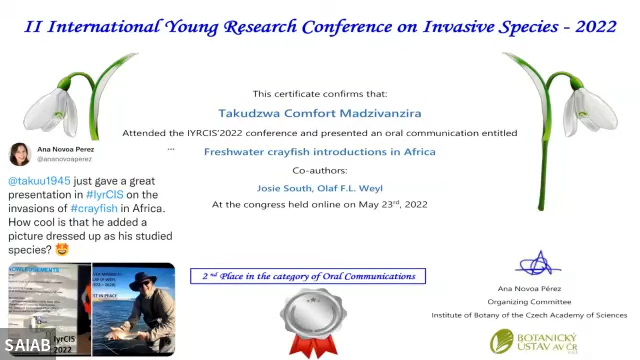 II International Young Research Conference on Invasive Species - 2022
This certificate confirms that:
Takudzwa Comfort Madzivanzira
Attended the IYRCIS'2022 conference and presented an oral communication entitled
Freshwater crayfish introductions in Africa
Co-authors:
Josie South, Olaf F.L. Weyl
At the congress held online on May 23rd, 2022
Ana Novoa Perez
@ananovoaperez
@takuu1945 just gave a great
presentation in #IyrCIS on the
invasions of #crayfish in Africa.
How cool is that he added a
picture dressed up as his studied
species? 🤩
2nd Place in the category of Oral Communications
Ana Novoa Pérez
Organizing Committee
Institute of Botany of the Czech Academy of Sciences
BOTANICKÝ
ÚSTAV AV ČR
IyrCIS
2022
SAIAB